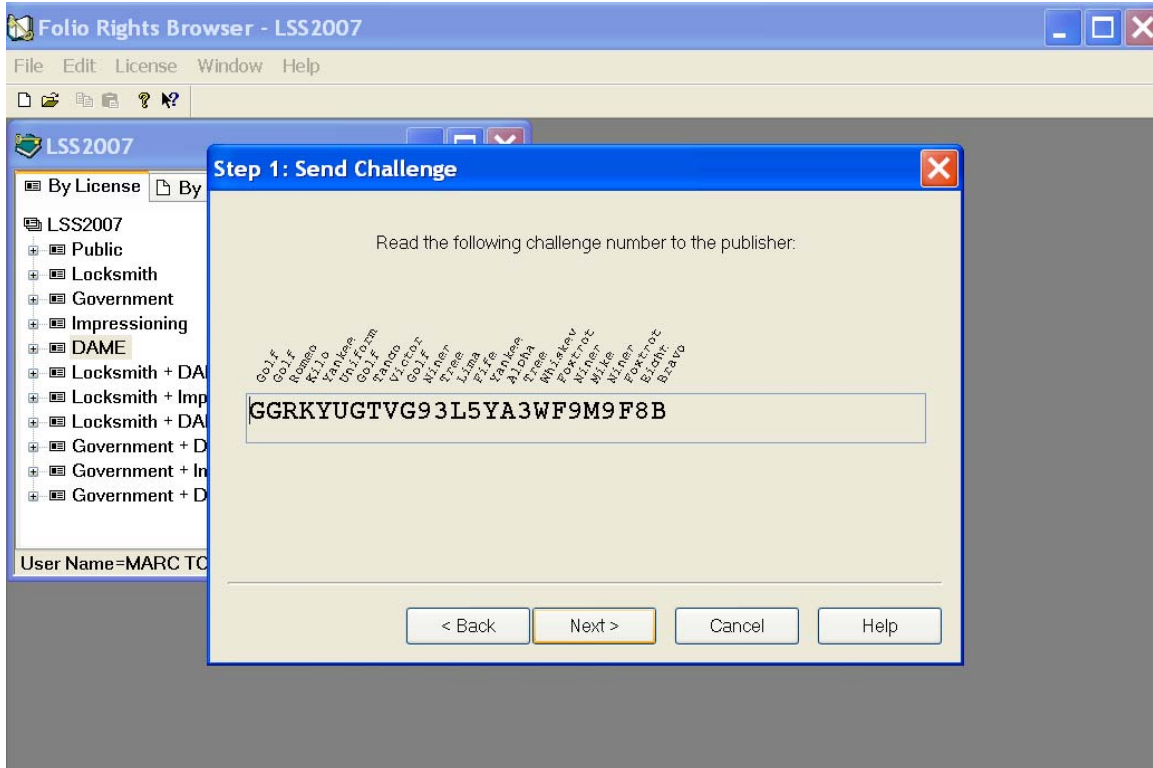 Folio Rights Browser - LSS2007
File Edit License Window Help
LSS2007
By License By
LSS2007
Public
Locksmith
Government
Impressioning
DAME
Locksmith + DA
Locksmith + Imp
Locksmith + DA
Government + D
Government + In
Government + D
User Name=MARC TC
Step 1: Send Challenge
Read the following challenge number to the publisher:
Golf Golf Romeo Kilo Yankee Uniform Golf Tango Victor Golf Niner Tree Lima Fife Yankee Alpha Tree Whiskey Foxtrot Niner Mike Niner Foxtrot Eight Bravo
GGRKYUGTVG93L5YA3WF9M9F8B
< Back Next > Cancel Help